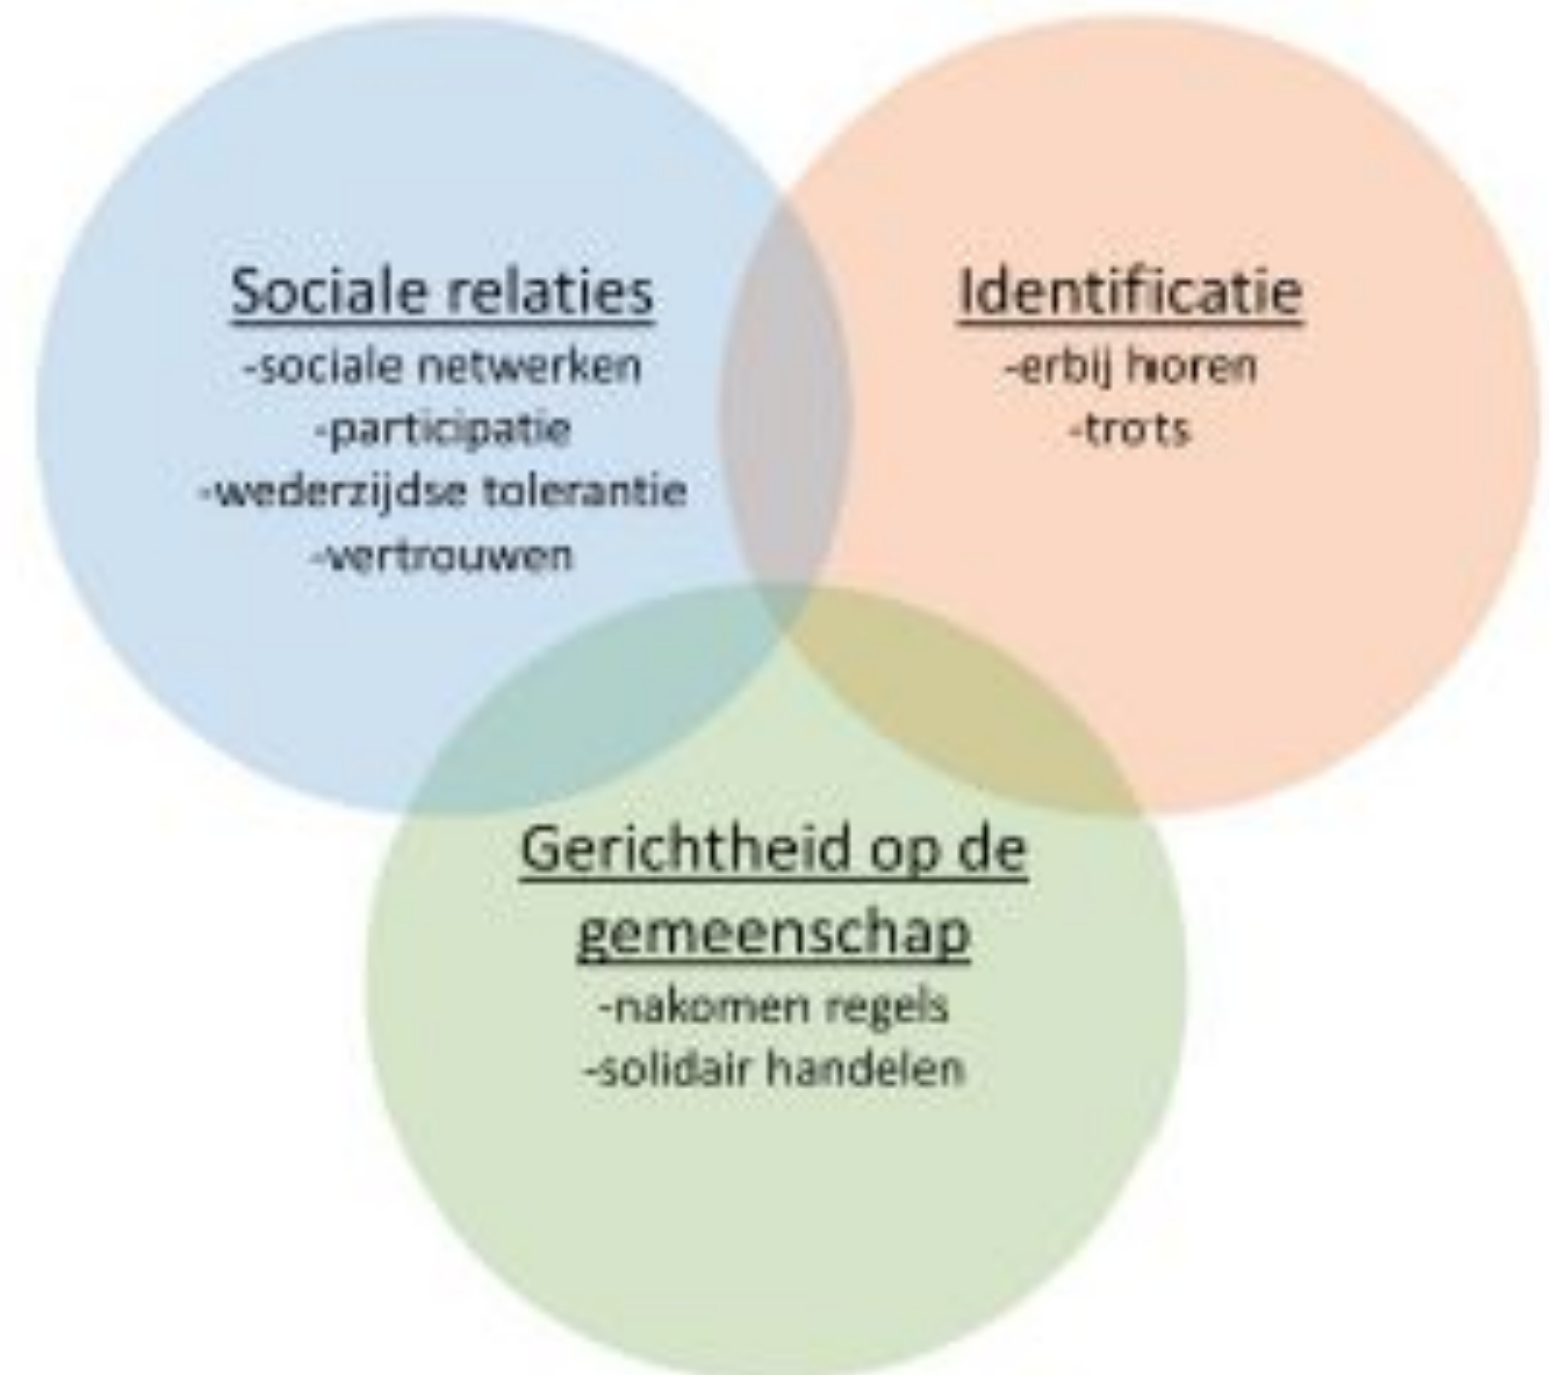 Sociale relaties
-sociale netwerken
-participatie
-wederzijdse tolerantie
-vertrouwen
Identificatie
-erbij horen
-trots
Gerichtheid op de
gemeenschap
-nakomen regels
-solidair handelen